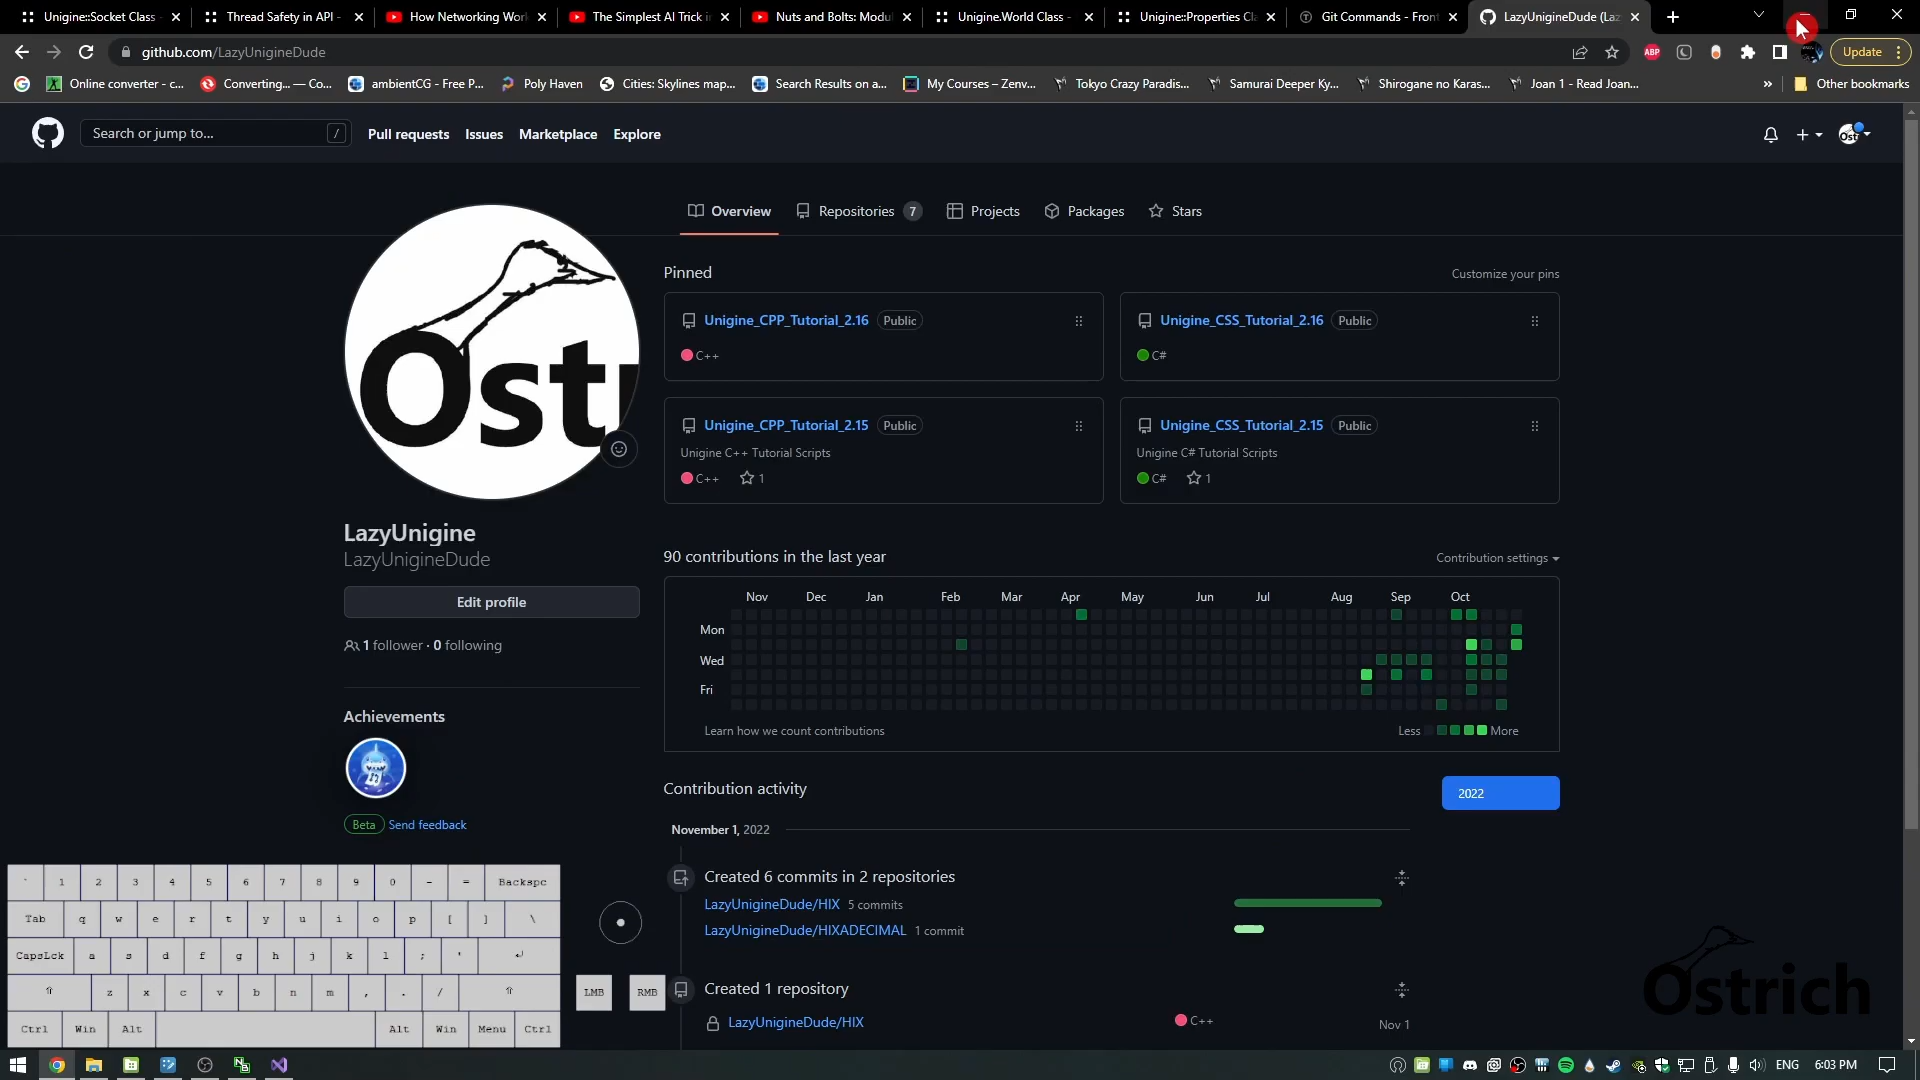 Unigine::Socket Class -
Thread Safety in API -
How Networking Wor
The Simplest AI Trick i
Nuts and Bolts: Modul
Unigine.World Class -
Unigine::Properties Cl
Git Commands - Front
LazyUnigineDude (Laz
github.com/LazyUnigineDude
ABP
Update
Online converter - c...
Converting... — Co...
ambientCG - Free P...
Poly Haven
Cities: Skylines map...
Search Results on a...
My Courses – Zenv...
Tokyo Crazy Paradis...
Samurai Deeper Ky...
Shirogane no Karas...
Joan 1 - Read Joan...
»
Other bookmarks
Search or jump to... /
Pull requests
Issues
Marketplace
Explore
Overview
Repositories 7
Projects
Packages
Stars
Ost
LazyUnigine
LazyUnigineDude
Edit profile
1 follower · 0 following
Achievements
Beta Send feedback
Pinned
Customize your pins
Unigine_CPP_Tutorial_2.16 Public
C++
Unigine_CSS_Tutorial_2.16 Public
C#
Unigine_CPP_Tutorial_2.15 Public
Unigine C++ Tutorial Scripts
C++ 1
Unigine_CSS_Tutorial_2.15 Public
Unigine C# Tutorial Scripts
C# 1
90 contributions in the last year
Contribution settings
Nov Dec Jan Feb Mar Apr May Jun Jul Aug Sep Oct
Mon
Wed
Fri
Learn how we count contributions
Less More
Contribution activity
2022
November 1, 2022
Created 6 commits in 2 repositories
LazyUnigineDude/HIX 5 commits
LazyUnigineDude/HIXADECIMAL 1 commit
Created 1 repository
LazyUnigineDude/HIX
C++
Nov 1
` 1 2 3 4 5 6 7 8 9 0 - = Backspc
Tab q w e r t y u i o p [ ] \
CapsLck a s d f g h j k l ; '
z x c v b n m , . /
Ctrl Win Alt Alt Win Menu Ctrl
LMB RMB
Ostrich
ENG 6:03 PM